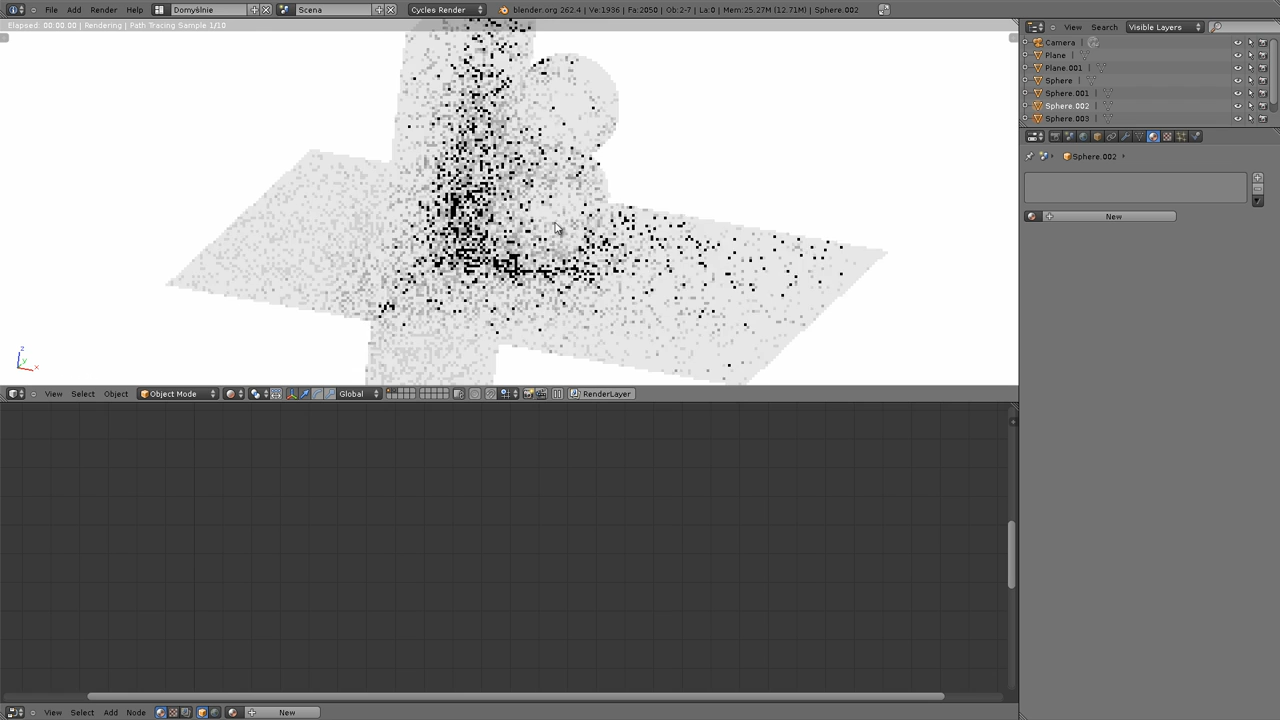 File Add Render Help Domyślnie Scena Cycles Render blender.org 262.4 | Ve:1936 | Fa:2050 | Ob:2-7 | La:0 | Mem:25.27M (12.71M) | Sphere.002
Elapsed: 00:00.00 | Rendering | Path Tracing Sample 1/10
View Search Visible Layers
Camera |
Plane |
Plane.001 |
Sphere |
Sphere.001 |
Sphere.002 |
Sphere.003 |
Sphere.002
New
z
y
x
View Select Object Object Mode Global RenderLayer
View Select Add Node New